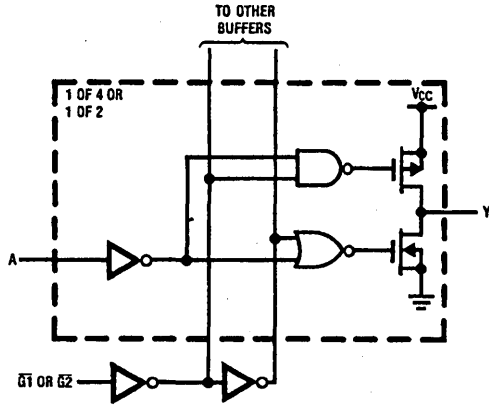 TO OTHER
BUFFERS
1 OF 4 OR
1 OF 2
VCC
Y
A
G1 OR G2